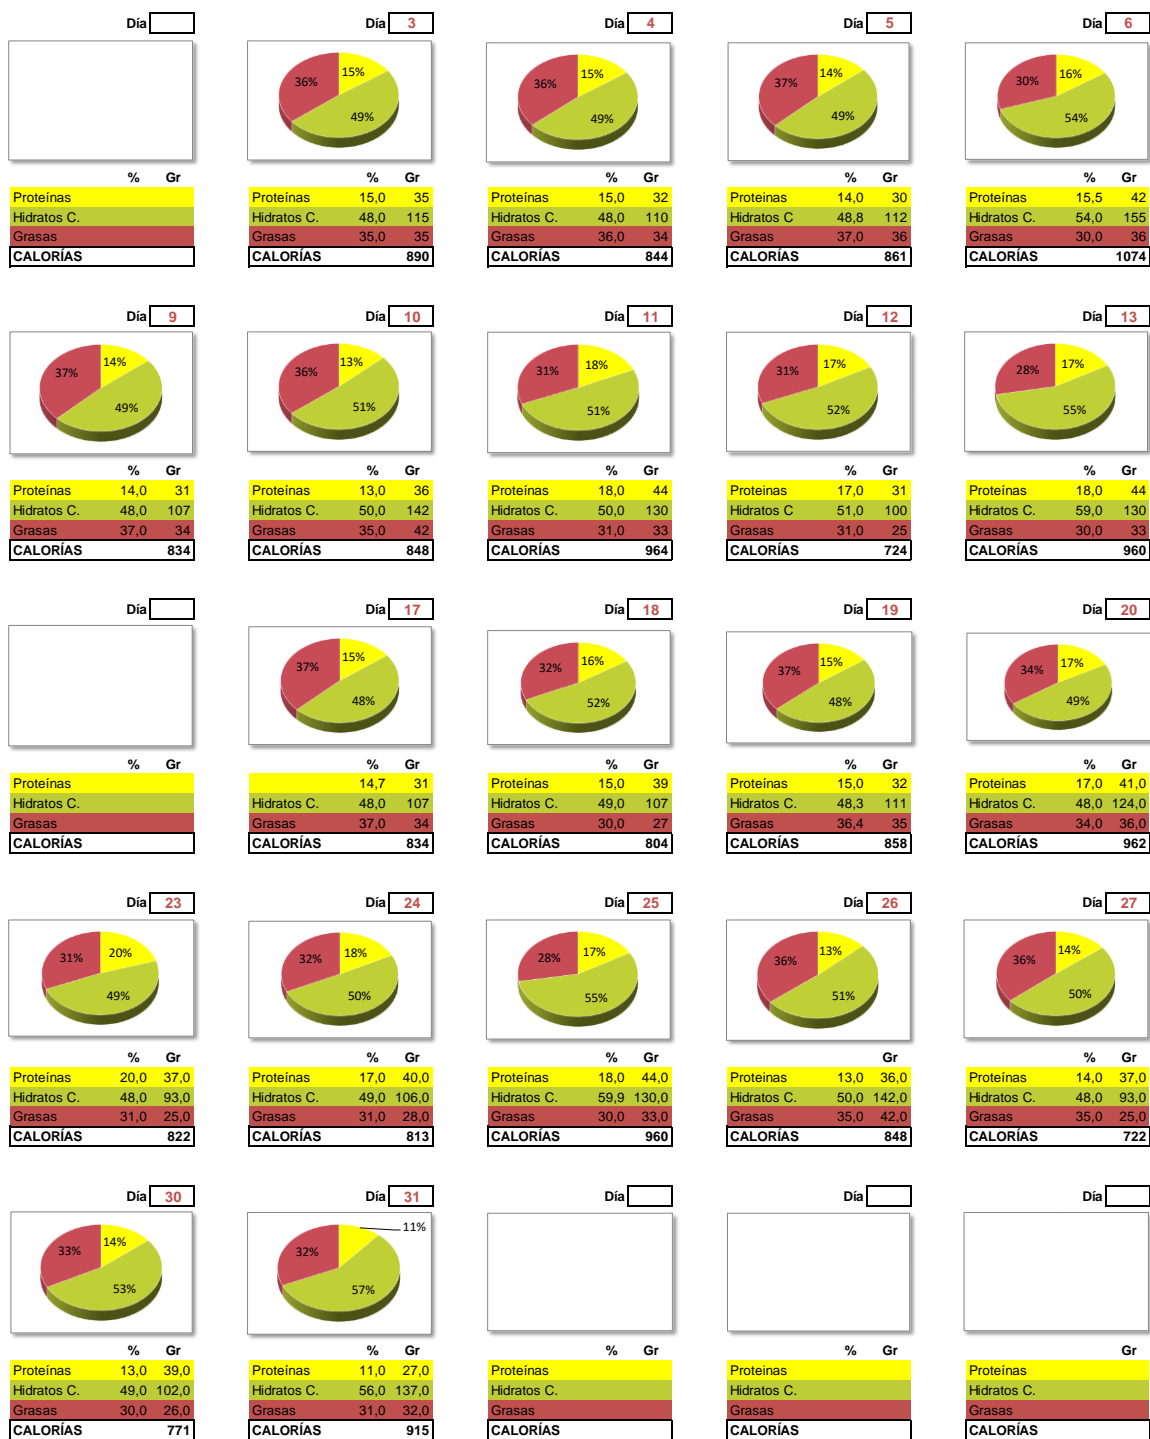 Día Día 3 Día 4 Día 5 Día 6
36% 15% 49% 36% 15% 49% 37% 14% 49% 30% 16% 54%
% Gr % Gr % Gr % Gr % Gr
Proteínas Proteínas 15,0 35 Proteínas 15,0 32 Proteínas 14,0 30 Proteínas 15,5 42
Hidratos C. Hidratos C. 48,0 115 Hidratos C. 48,0 110 Hidratos C 48,8 112 Hidratos C. 54,0 155
Grasas Grasas 35,0 35 Grasas 36,0 34 Grasas 37,0 36 Grasas 30,0 36
CALORÍAS CALORÍAS 890 CALORÍAS 844 CALORÍAS 861 CALORÍAS 1074
Día 9 Día 10 Día 11 Día 12 Día 13
37% 14% 49% 36% 13% 51% 31% 18% 51% 31% 17% 52% 28% 17% 55%
% Gr % Gr % Gr % Gr % Gr
Proteínas 14,0 31 Proteínas 13,0 36 Proteínas 18,0 44 Proteínas 17,0 31 Proteínas 18,0 44
Hidratos C. 48,0 107 Hidratos C. 50,0 142 Hidratos C. 50,0 130 Hidratos C 51,0 100 Hidratos C. 59,0 130
Grasas 37,0 34 Grasas 35,0 42 Grasas 31,0 33 Grasas 31,0 25 Grasas 30,0 33
CALORÍAS 834 CALORÍAS 848 CALORÍAS 964 CALORÍAS 724 CALORÍAS 960
Día Día 17 Día 18 Día 19 Día 20
37% 15% 48% 32% 16% 52% 37% 15% 48% 34% 17% 49%
% Gr % Gr % Gr % Gr % Gr
Proteínas 14,7 31 Proteínas 15,0 39 Proteínas 15,0 32 Proteinas 17,0 41,0
Hidratos C. Hidratos C. 48,0 107 Hidratos C. 49,0 107 Hidratos C. 48,3 111 Hidratos C. 48,0 124,0
Grasas Grasas 37,0 34 Grasas 30,0 27 Grasas 36,4 35 Grasas 34,0 36,0
CALORÍAS CALORÍAS 834 CALORÍAS 804 CALORÍAS 858 CALORÍAS 962
Día 23 Día 24 Día 25 Día 26 Día 27
31% 20% 49% 32% 18% 50% 28% 17% 55% 36% 13% 51% 36% 14% 50%
% Gr % Gr % Gr Gr % Gr
Proteínas 20,0 37,0 Proteínas 17,0 40,0 Proteínas 18,0 44,0 Proteínas 13,0 36,0 Proteínas 14,0 37,0
Hidratos C. 48,0 93,0 Hidratos C. 49,0 106,0 Hidratos C. 59,9 130,0 Hidratos C. 50,0 142,0 Hidratos C. 48,0 93,0
Grasas 31,0 25,0 Grasas 31,0 28,0 Grasas 30,0 33,0 Grasas 35,0 42,0 Grasas 35,0 25,0
CALORÍAS 822 CALORÍAS 813 CALORÍAS 960 CALORÍAS 848 CALORÍAS 722
Día 30 Día 31 Día Día Día
33% 14% 53% 32% 11% 57%
% Gr % Gr % Gr % Gr Gr
Proteínas 13,0 39,0 Proteínas 11,0 27,0 Proteínas Proteinas Proteinas
Hidratos C. 49,0 102,0 Hidratos C. 56,0 137,0 Hidratos C. Hidratos C. Hidratos C.
Grasas 30,0 26,0 Grasas 31,0 32,0 Grasas Grasas Grasas
CALORÍAS 771 CALORÍAS 915 CALORÍAS CALORÍAS CALORÍAS